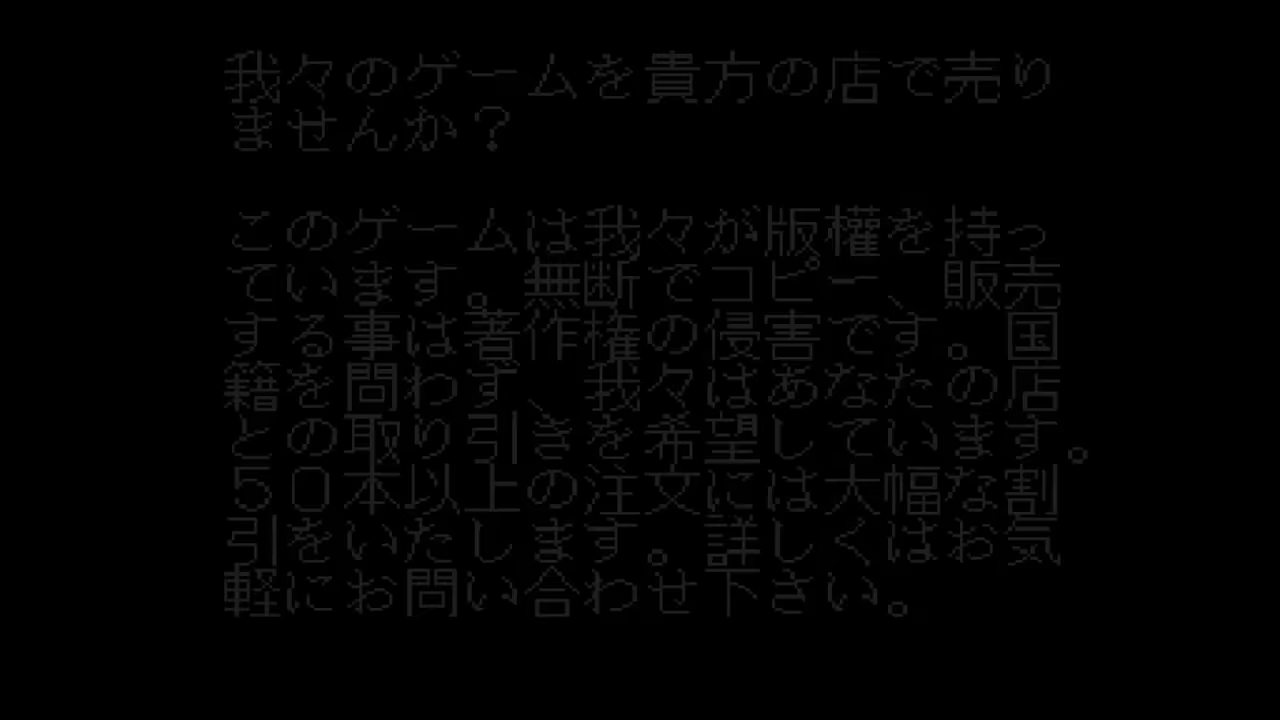 我々のゲームを貴方の店で売り
ませんか？
このゲームは我々が版權を持っ
ています。無断でコピー、販売
する事は著作権の侵害です。国
籍を問わず、我々はあなたの店
との取り引きを希望しています。
５０本以上の注文には大幅な割
引をいたします。詳しくはお気
軽にお問い合わせ下さい。